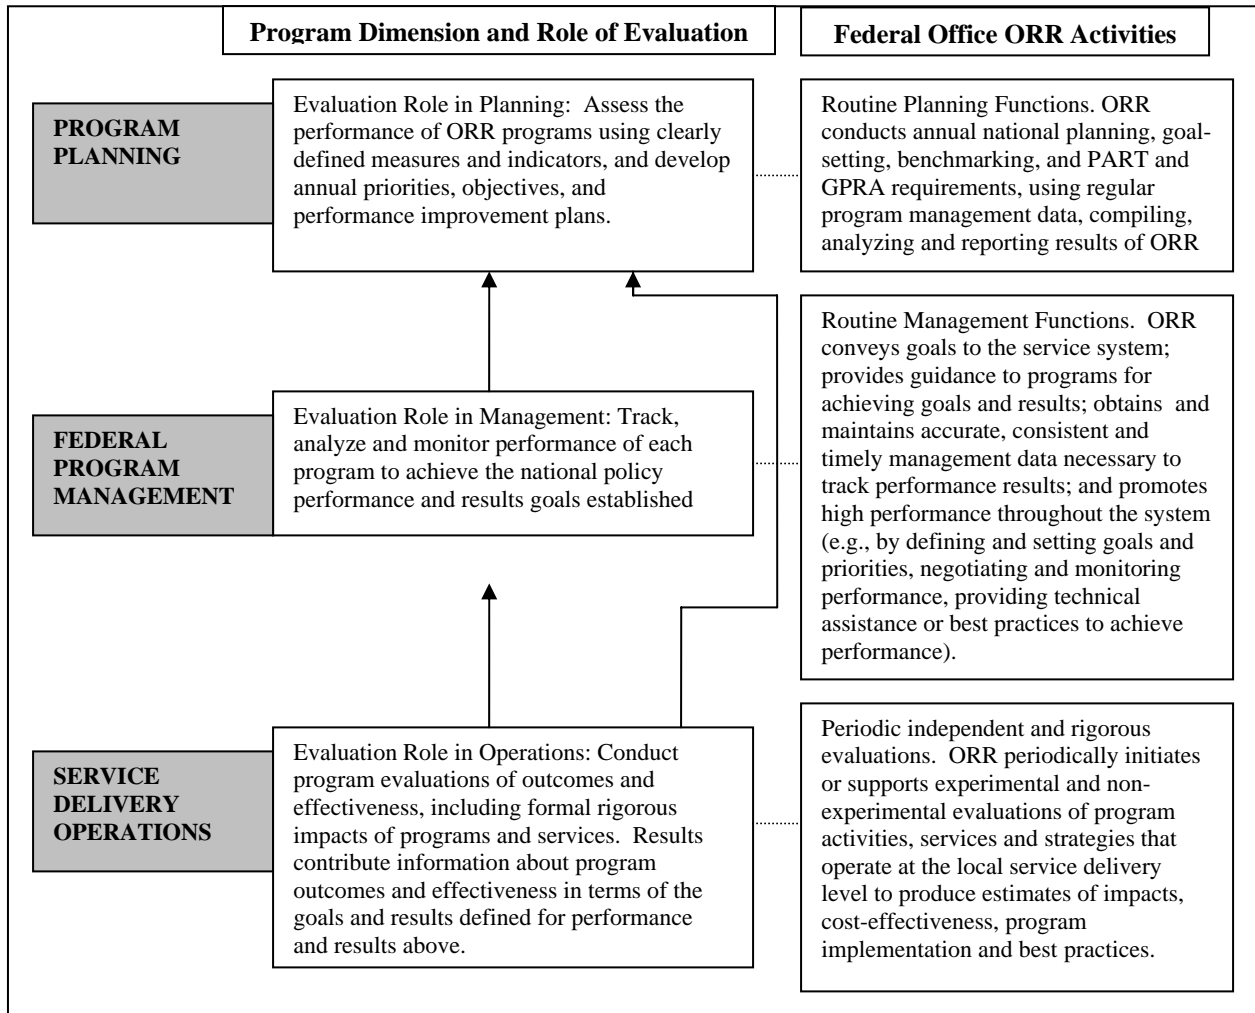 Program Dimension and Role of Evaluation
Federal Office ORR Activities
PROGRAM
PLANNING
Evaluation Role in Planning:  Assess the
performance of ORR programs using clearly
defined measures and indicators, and develop
annual priorities, objectives, and
performance improvement plans.
Routine Planning Functions. ORR
conducts annual national planning, goal-
setting, benchmarking, and PART and
GPRA requirements, using regular
program management data, compiling,
analyzing and reporting results of ORR
FEDERAL
PROGRAM
MANAGEMENT
Evaluation Role in Management: Track,
analyze and monitor performance of each
program to achieve the national policy
performance and results goals established
Routine Management Functions.  ORR
conveys goals to the service system;
provides guidance to programs for
achieving goals and results; obtains  and
maintains accurate, consistent and
timely management data necessary to
track performance results; and promotes
high performance throughout the system
(e.g., by defining and setting goals and
priorities, negotiating and monitoring
performance, providing technical
assistance or best practices to achieve
performance).
SERVICE
DELIVERY
OPERATIONS
Evaluation Role in Operations: Conduct
program evaluations of outcomes and
effectiveness, including formal rigorous
impacts of programs and services.  Results
contribute information about program
outcomes and effectiveness in terms of the
goals and results defined for performance
and results above.
Periodic independent and rigorous
evaluations.  ORR periodically initiates
or supports experimental and non-
experimental evaluations of program
activities, services and strategies that
operate at the local service delivery
level to produce estimates of impacts,
cost-effectiveness, program
implementation and best practices.